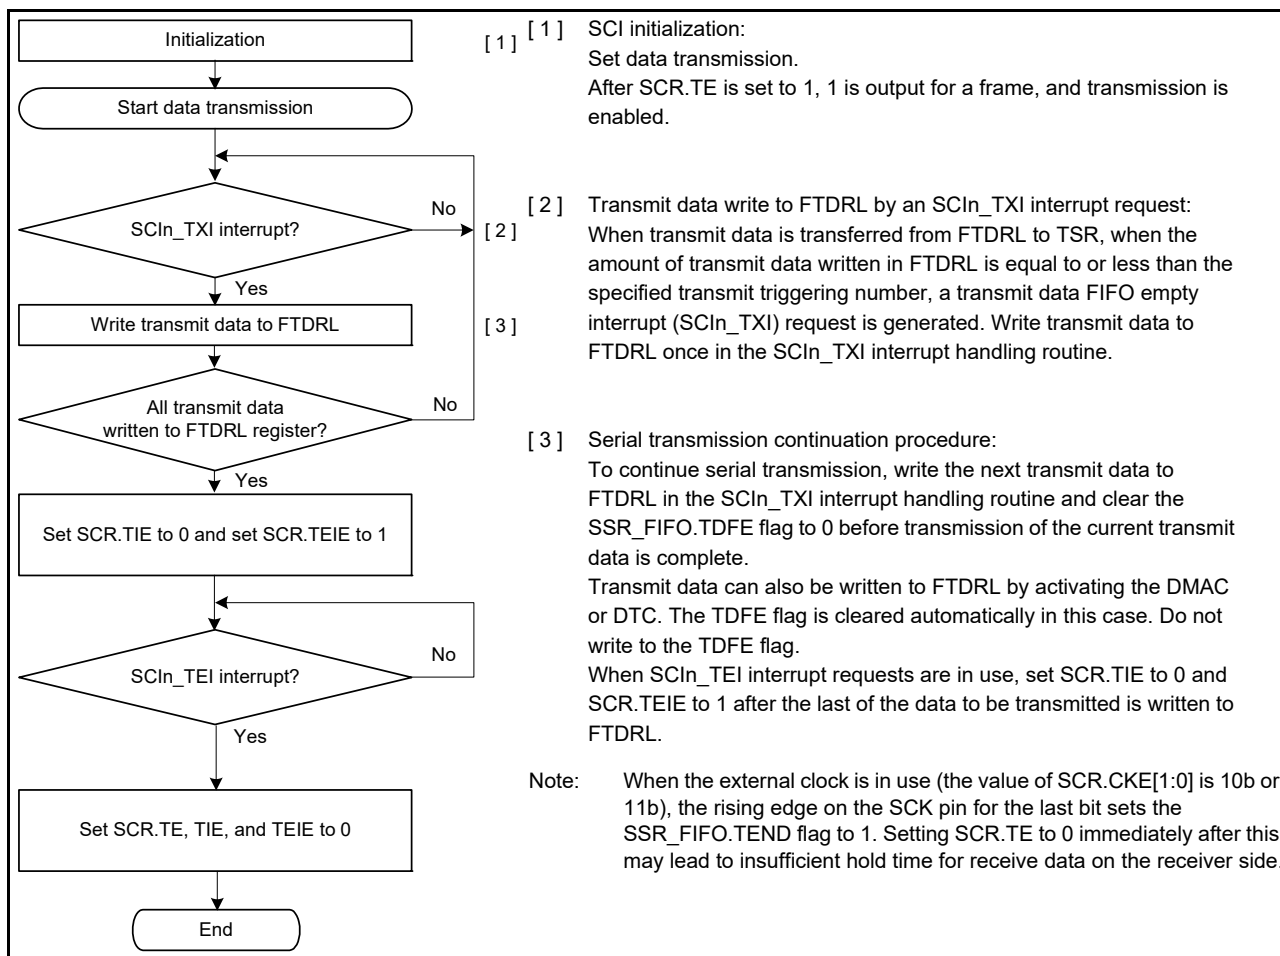 Initialization
[ 1 ]
Start data transmission
SCIn_TXI interrupt?
No
[ 2 ]
Yes
Write transmit data to FTDRL
[ 3 ]
All transmit data
written to FTDRL register?
No
Yes
Set SCR.TIE to 0 and set SCR.TEIE to 1
SCIn_TEI interrupt?
No
Yes
Set SCR.TE, TIE, and TEIE to 0
End
[ 1 ] SCI initialization:
Set data transmission.
After SCR.TE is set to 1, 1 is output for a frame, and transmission is
enabled.
[ 2 ] Transmit data write to FTDRL by an SCIn_TXI interrupt request:
When transmit data is transferred from FTDRL to TSR, when the
amount of transmit data written in FTDRL is equal to or less than the
specified transmit triggering number, a transmit data FIFO empty
interrupt (SCIn_TXI) request is generated. Write transmit data to
FTDRL once in the SCIn_TXI interrupt handling routine.
[ 3 ] Serial transmission continuation procedure:
To continue serial transmission, write the next transmit data to
FTDRL in the SCIn_TXI interrupt handling routine and clear the
SSR_FIFO.TDFE flag to 0 before transmission of the current transmit
data is complete.
Transmit data can also be written to FTDRL by activating the DMAC
or DTC. The TDFE flag is cleared automatically in this case. Do not
write to the TDFE flag.
When SCIn_TEI interrupt requests are in use, set SCR.TIE to 0 and
SCR.TEIE to 1 after the last of the data to be transmitted is written to
FTDRL.
Note: When the external clock is in use (the value of SCR.CKE[1:0] is 10b or
11b), the rising edge on the SCK pin for the last bit sets the
SSR_FIFO.TEND flag to 1. Setting SCR.TE to 0 immediately after this
may lead to insufficient hold time for receive data on the receiver side.